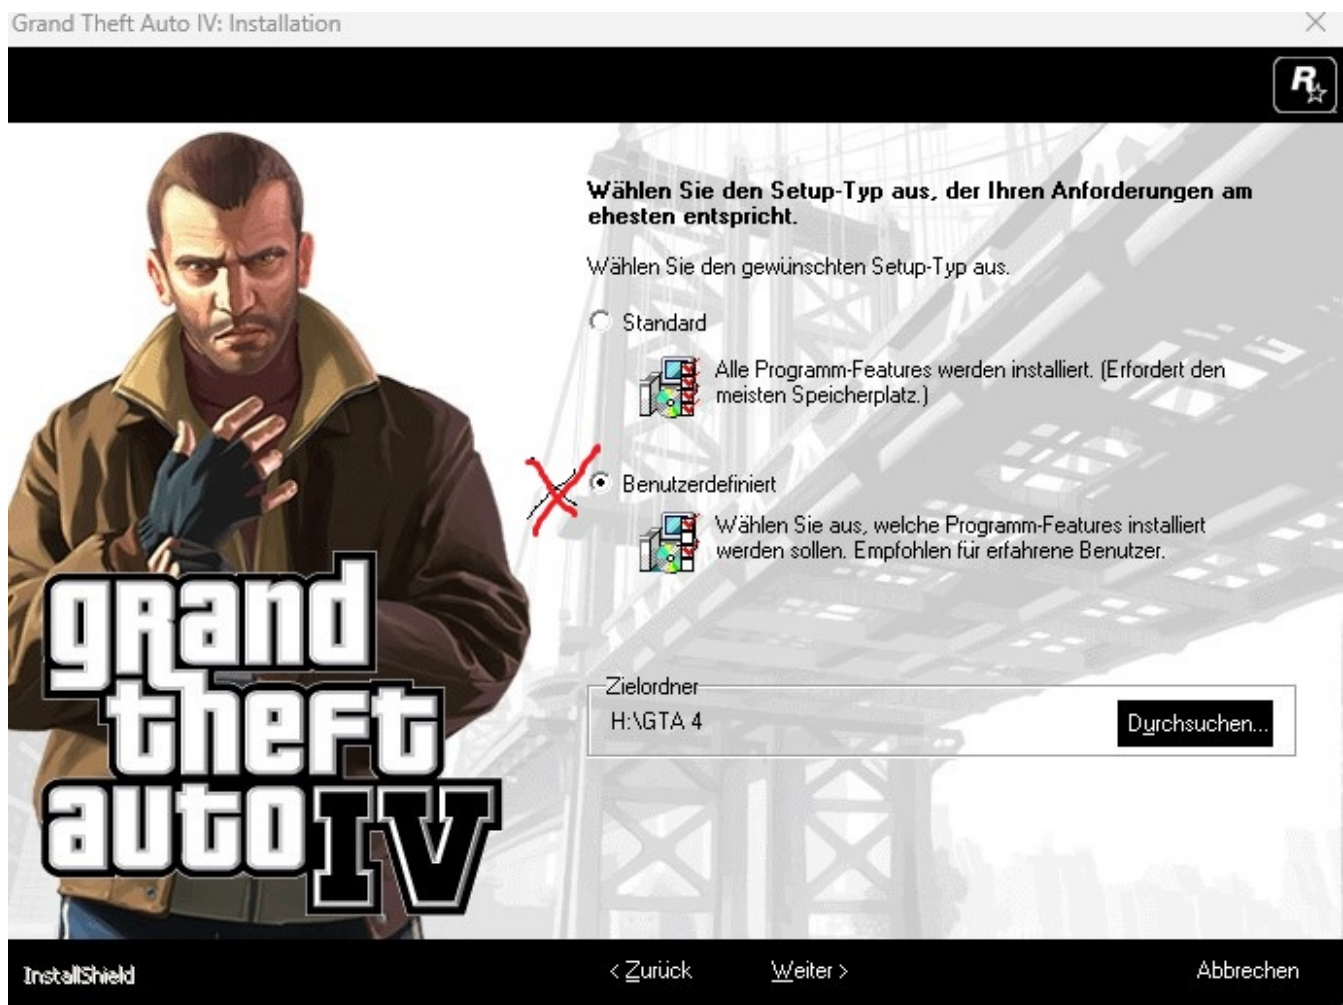 Grand Theft Auto IV: Installation
R
Wählen Sie den Setup-Typ aus, der Ihren Anforderungen am
ehesten entspricht.
Wählen Sie den gewünschten Setup-Typ aus.
Standard
Alle Programm-Features werden installiert. (Erfordert den
meisten Speicherplatz.)
Benutzerdefiniert
Wählen Sie aus, welche Programm-Features installiert
werden sollen. Empfohlen für erfahrene Benutzer.
grand
theft
auto IV
Zielordner
H:\GTA 4
Durchsuchen...
InstallShield
< Zurück
Weiter >
Abbrechen